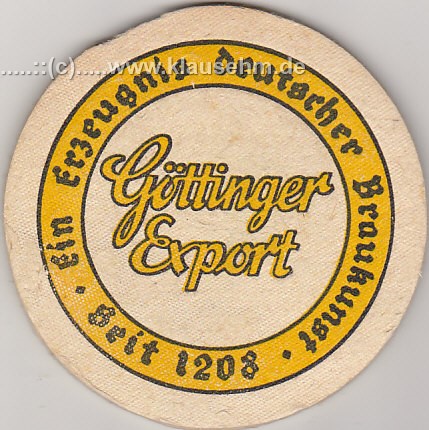 .....::(c).....www.klausehm.de
Ein Erzeugnis deutscher Braukunst
Göttinger
Export
· Seit 1208 ·